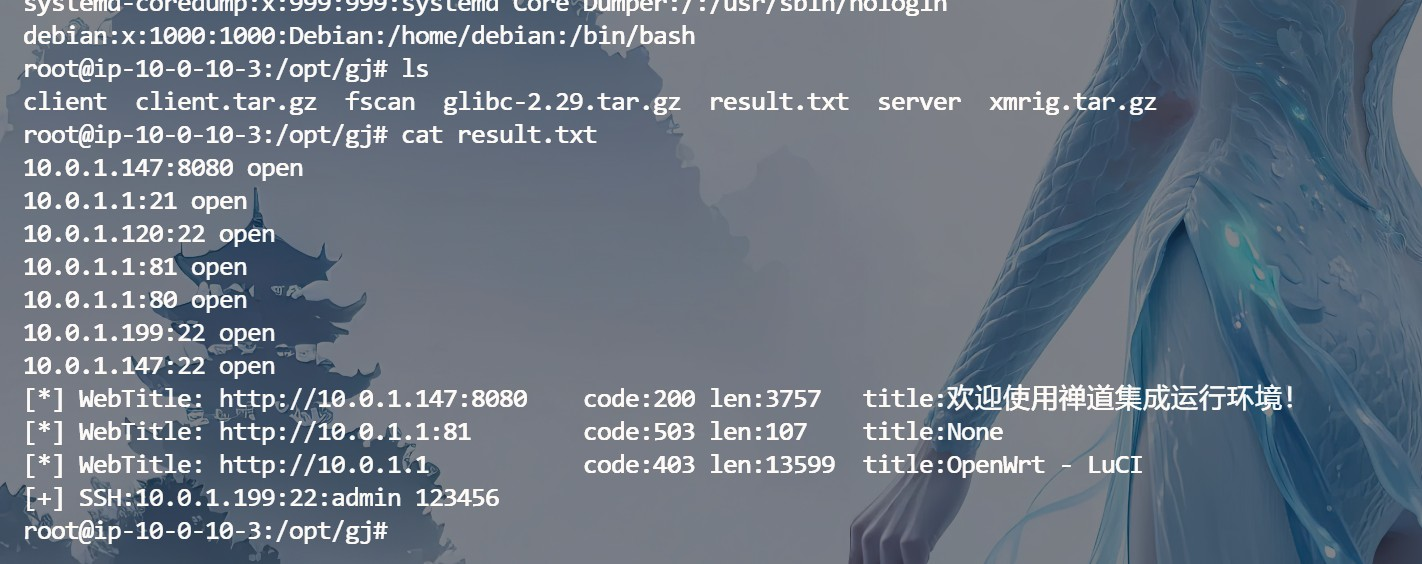 systemd-coredump:x:999:999:systemd Core Dumper:/:/usr/sbin/nologin
debian:x:1000:1000:Debian:/home/debian:/bin/bash
root@ip-10-0-10-3:/opt/gj# ls
client  client.tar.gz  fscan  glibc-2.29.tar.gz  result.txt  server  xmrig.tar.gz
root@ip-10-0-10-3:/opt/gj# cat result.txt
10.0.1.147:8080 open
10.0.1.1:21 open
10.0.1.120:22 open
10.0.1.1:81 open
10.0.1.1:80 open
10.0.1.199:22 open
10.0.1.147:22 open
[*] WebTitle: http://10.0.1.147:8080    code:200 len:3757   title:欢迎使用禅道集成运行环境!
[*] WebTitle: http://10.0.1.1:81        code:503 len:107    title:None
[*] WebTitle: http://10.0.1.1           code:403 len:13599  title:OpenWrt - LuCI
[+] SSH:10.0.1.199:22:admin 123456
root@ip-10-0-10-3:/opt/gj#